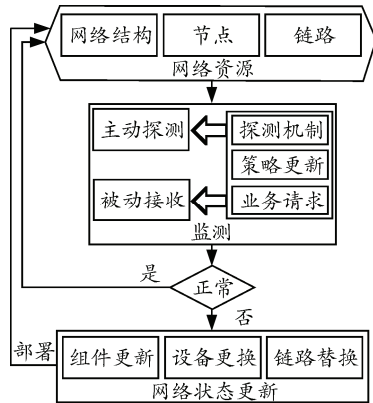 网络结构
节点
链路
网络资源
主动探测
探测机制
策略更新
被动接收
业务请求
监测
是
正常
否
部署
组件更新
设备更换
链路替换
网络状态更新